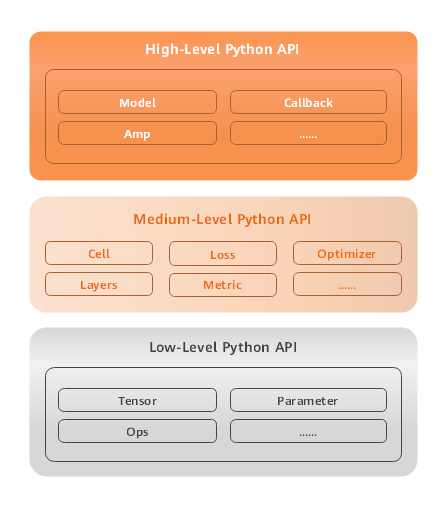 High-Level Python API
Model
Callback
Amp
......
Medium-Level Python API
Cell
Loss
Optimizer
Layers
Metric
......
Low-Level Python API
Tensor
Parameter
Ops
......